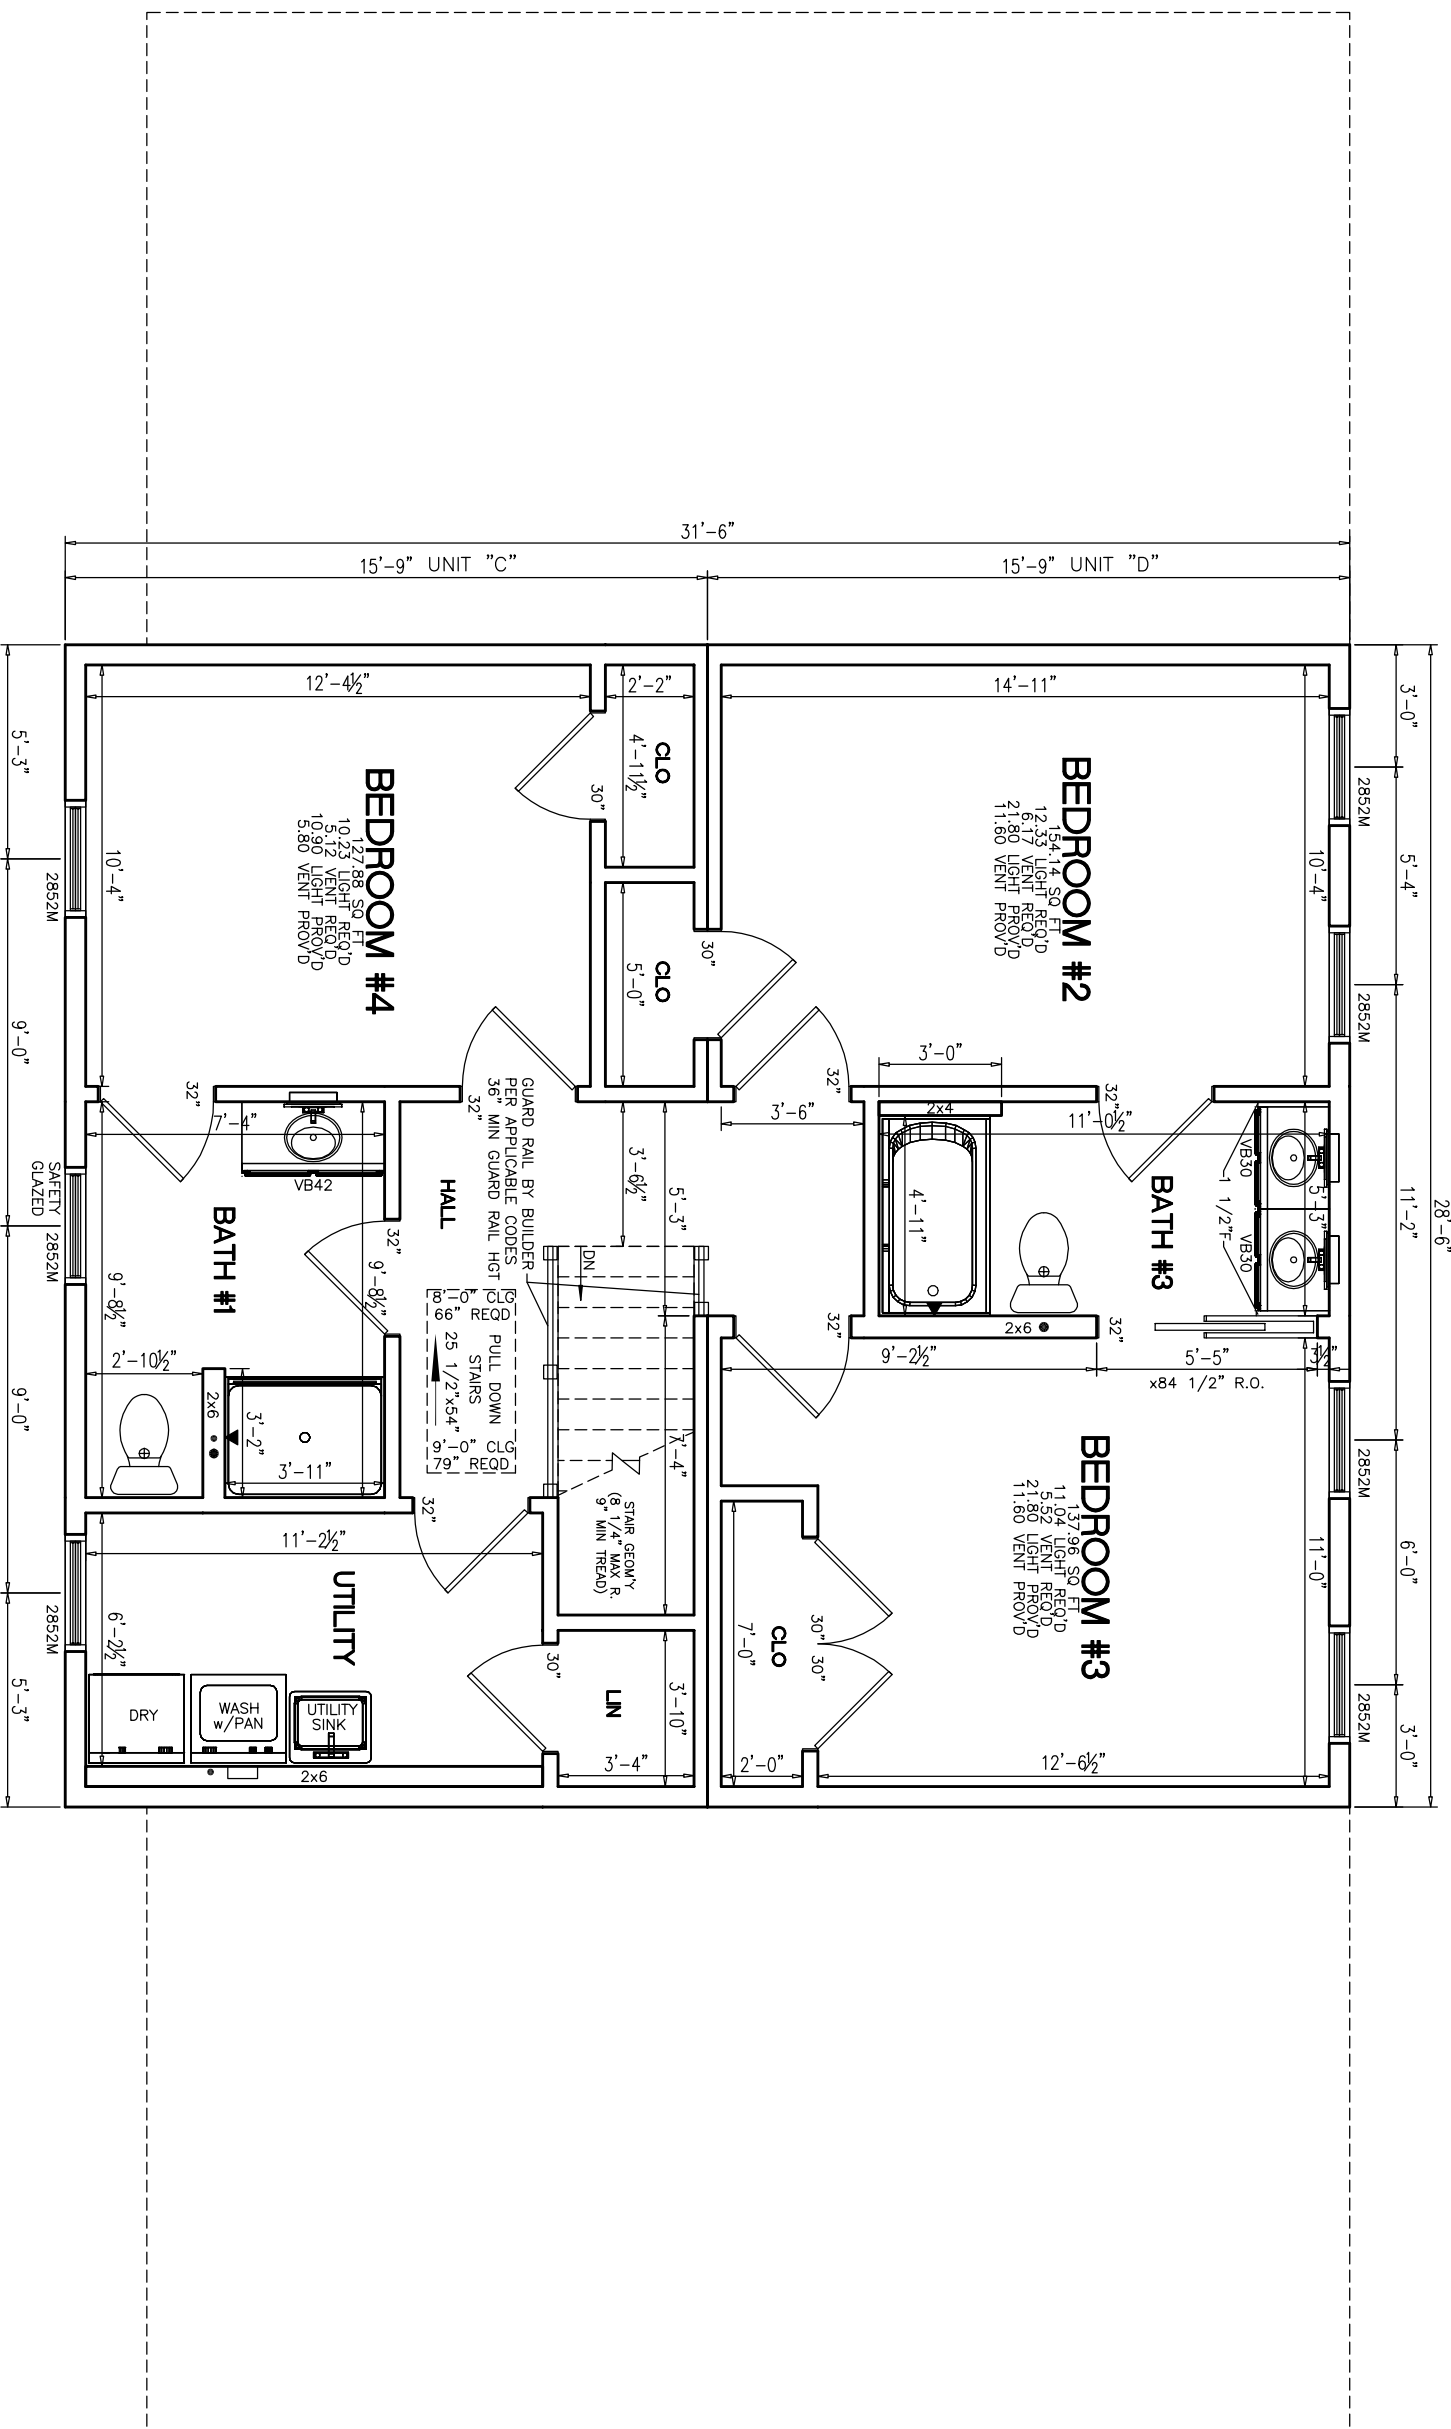 31'-6"
15'-9" UNIT "C"
15'-9" UNIT "D"
28'-6"
3'-0"
5'-4"
11'-2"
6'-0"
3'-0"
2852M
2852M
2852M
2852M
BEDROOM #2
154.14 SQ FT
12.33 LIGHT REQ'D
6.17 VENT REQ'D
21.80 LIGHT PROV'D
11.60 VENT PROV'D
14'-11"
10'-4"
30"
32"
32"
BATH #3
VB30
VB30
1 1/2"F
5'-3"
11'-0½"
3'-0"
2x4
4'-11"
2x6
32"
3'-6"
BEDROOM #3
137.96 SQ FT
11.04 LIGHT REQ'D
5.52 VENT REQ'D
21.80 LIGHT PROV'D
11.60 VENT PROV'D
9'-2½"
5'-5"
3½"
x84 1/2" R.O.
32"
11'-0"
12'-6½"
2'-0"
CLO
7'-0"
30"
30"
BEDROOM #4
127.88 SQ FT
10.23 LIGHT REQ'D
5.12 VENT REQ'D
10.90 LIGHT PROV'D
5.80 VENT PROV'D
12'-4½"
10'-4"
2'-2"
CLO
4'-11½"
30"
CLO
5'-0"
32"
32"
HALL
GUARD RAIL BY BUILDER
PER APPLICABLE CODES
36" MIN GUARD RAIL HGT
3'-6½"
5'-3"
DN
7'-4"
STAIR GEOM'Y
(8 1/4" MAX R.
9" MIN TREAD)
8'-0" CLG
66" REQD
PULL DOWN
STAIRS
25 1/2"x54"
9'-0" CLG
79" REQD
BATH #1
7'-4"
VB42
32"
9'-8½"
9'-8½"
2'-10½"
2x6
3'-2"
3'-11"
32"
UTILITY
11'-2½"
6'-2½"
DRY
WASH
w/PAN
UTILITY
SINK
2x6
30"
LIN
3'-10"
3'-4"
5'-3"
9'-0"
9'-0"
5'-3"
2852M
SAFETY
GLAZED
2852M
2852M